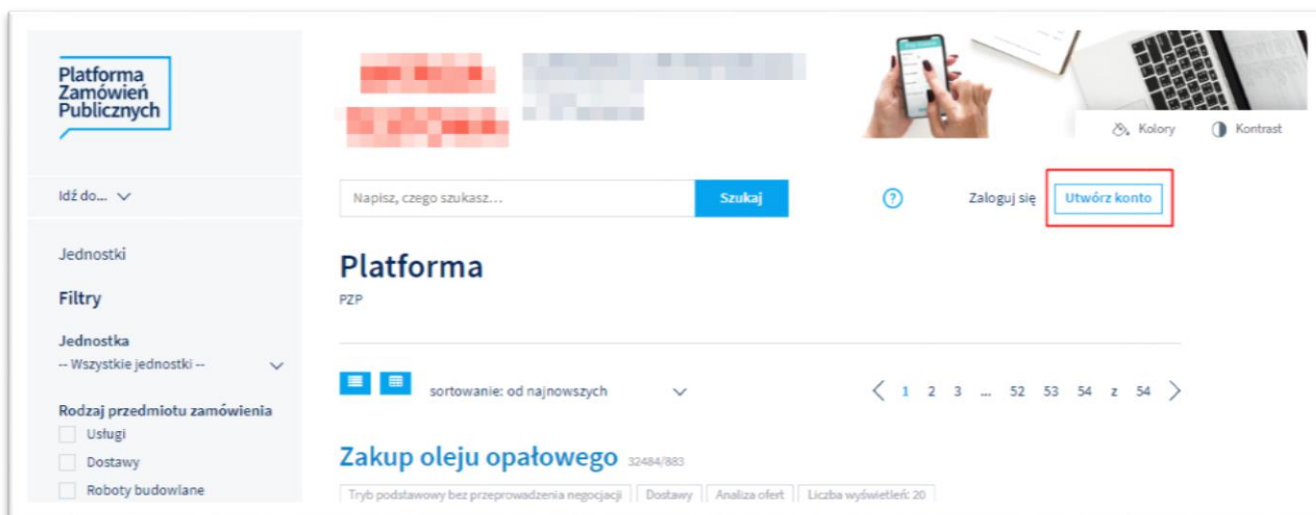 Platforma
Zamówień
Publicznych
Kolory
Kontrast
Idź do...
Napisz, czego szukasz...
Szukaj
?
Zaloguj się
Utwórz konto
Jednostki
Platforma
PZP
Filtry
Jednostka
-- Wszystkie jednostki --
sortowanie: od najnowszych
1 2 3 ... 52 53 54 z 54
Rodzaj przedmiotu zamówienia
Usługi
Dostawy
Roboty budowlane
Zakup oleju opałowego 32484/883
Tryb podstawowy bez przeprowadzenia negocjacji Dostawy Analiza ofert Liczba wyświetleń: 20